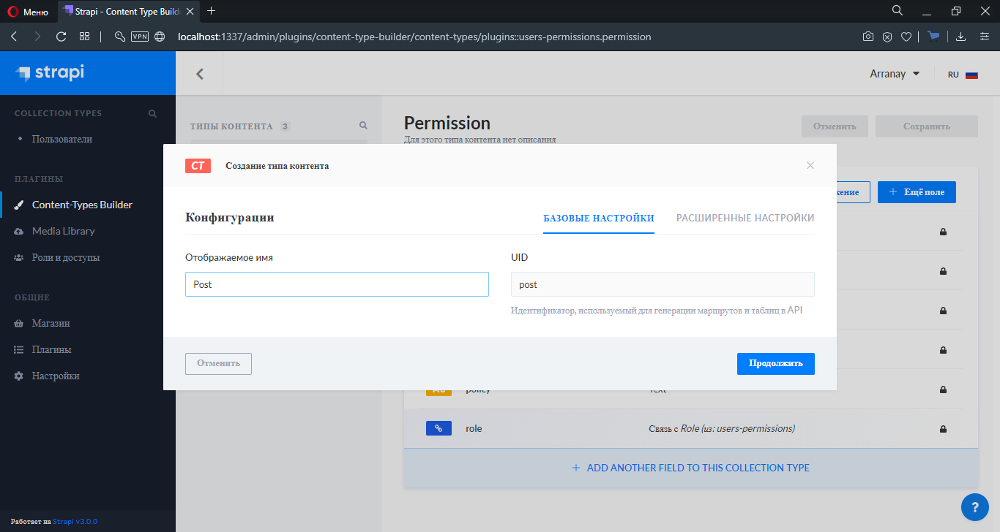 Меню
Strapi - Content Type Build
VPN
localhost:1337/admin/plugins/content-type-builder/content-types/plugins::users-permissions.permission
strapi
Arranay
RU
COLLECTION TYPES
Пользователи
ПЛАГИНЫ
Content-Types Builder
Media Library
Роли и доступы
ОБЩИЕ
Магазин
Плагины
Настройки
Работает на Strapi v3.0.0
ТИПЫ КОНТЕНТА 3
Permission
Для этого типа контента нет описания
Отменить
Сохранить
Ещё поле
CT
Создание типа контента
Конфигурации
БАЗОВЫЕ НАСТРОЙКИ
РАСШИРЕННЫЕ НАСТРОЙКИ
Отображаемое имя
UID
Post
post
Идентификатор, используемый для генерации маршрутов и таблиц в API
Отменить
Продолжить
policy
Text
role
Связь с Role (из: users-permissions)
ADD ANOTHER FIELD TO THIS COLLECTION TYPE
?